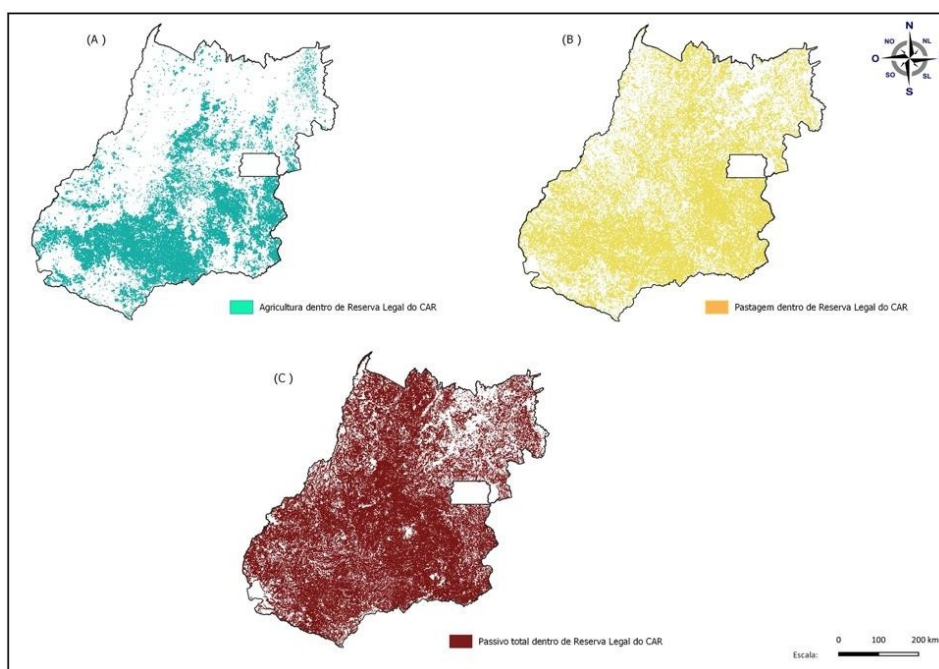 (A )
(B )
N
NO
NL
O
L
SO
SL
S
Agricultura dentro de Reserva Legal do CAR
Pastagem dentro de Reserva Legal do CAR
(C )
Passivo total dentro de Reserva Legal do CAR
0 100 200 km
Escala: